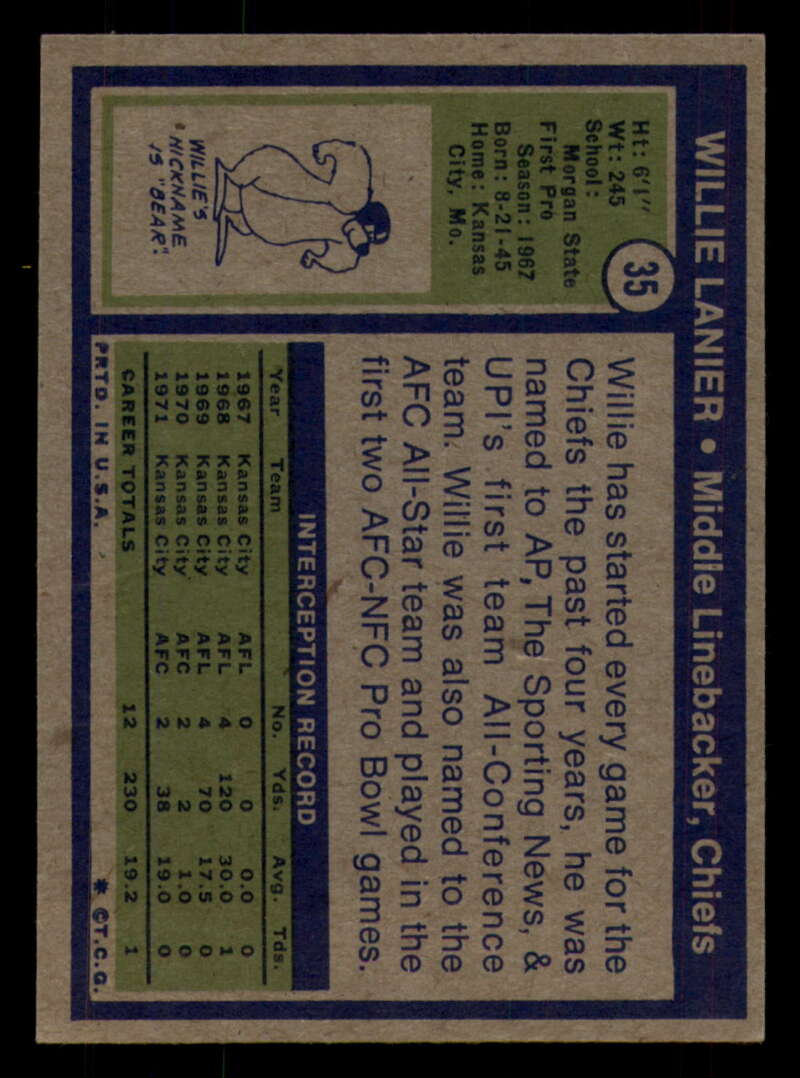 WILLIE LANIER • Middle Linebacker, Chiefs
35
Ht: 6'1"
Wt: 245
School:
Morgan State
First Pro
Season: 1967
Born: 8-21-45
Home: Kansas
City, Mo.
WILLIE'S
NICKNAME
IS "BEAR."
Willie has started every game for the
Chiefs the past four years, he was
named to AP, The Sporting News, &
UPI's first team All-Conference
team. Willie was also named to the
AFC All-Star team and played in the
first two AFC-NFC Pro Bowl games.
INTERCEPTION RECORD
Year Team No. Yds. Avg. Tds.
1967 Kansas City AFL 0 0 0.0 0
1968 Kansas City AFL 4 120 30.0 1
1969 Kansas City AFL 4 70 17.5 0
1970 Kansas City AFC 2 2 1.0 0
1971 Kansas City AFC 2 38 19.0 0
CAREER TOTALS 12 230 19.2 1
PRTD. IN U.S.A. * ©T.C.G.